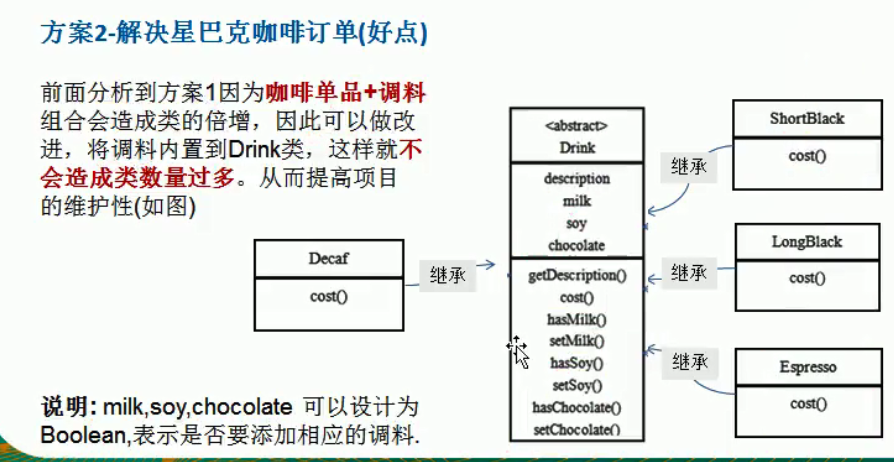 方案2-解决星巴克咖啡订单(好点)
前面分析到方案1因为咖啡单品+调料
组合会造成类的倍增，因此可以做改
进，将调料内置到Drink类，这样就不
会造成类数量过多。从而提高项目
的维护性(如图)
Decaf
cost()
继承
<abstract>
Drink
description
milk
soy
chocolate
getDescription()
cost()
hasMilk()
setMilk()
hasSoy()
setSoy()
hasChocolate()
setChocolate()
继承
ShortBlack
cost()
继承
LongBlack
cost()
继承
Espresso
cost()
说明: milk,soy,chocolate 可以设计为
Boolean,表示是否要添加相应的调料.